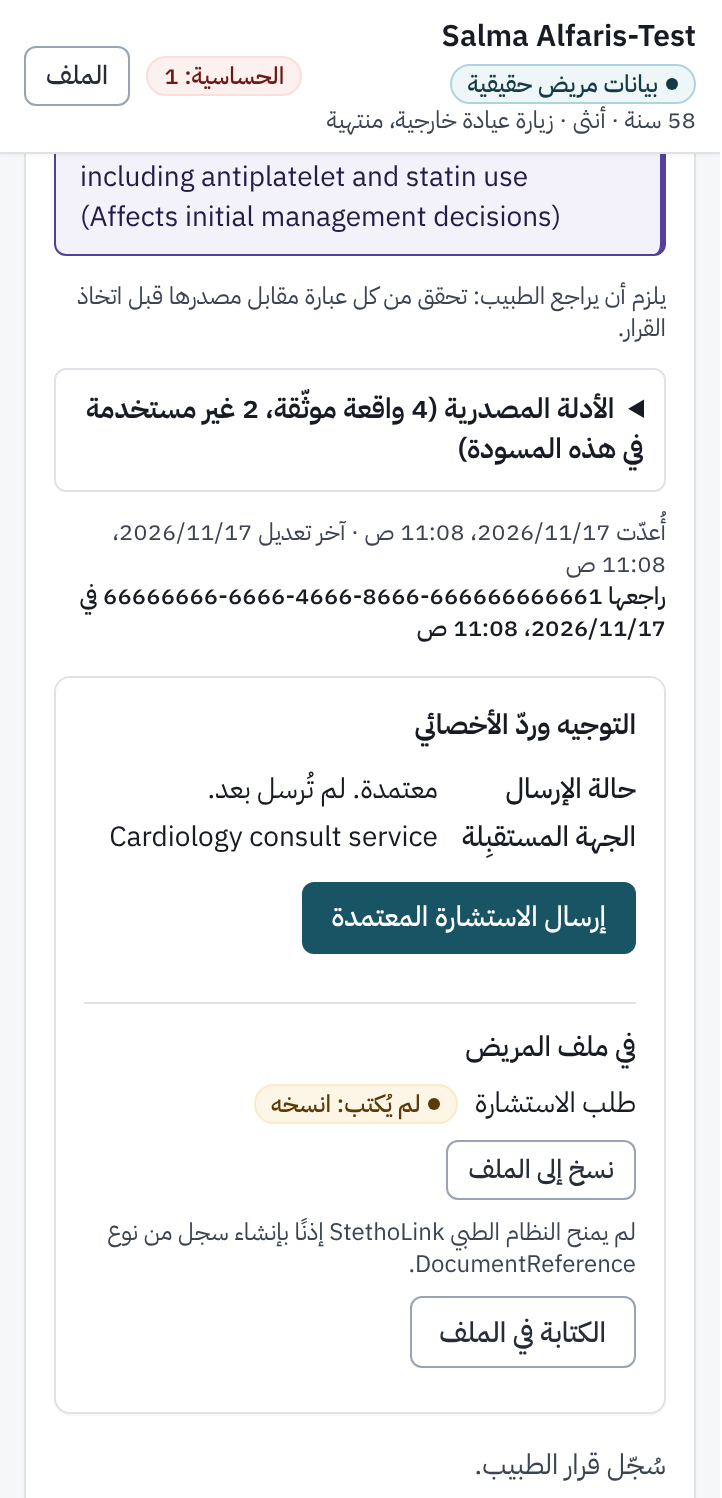 Salma Alfaris-Test
بيانات مريض حقيقية
58 سنة · أنثى · زيارة عيادة خارجية، منتهية
الحساسية: 1
الملف
including antiplatelet and statin use
(Affects initial management decisions)
يلزم أن يراجع الطبيب: تحقق من كل عبارة مقابل مصدرها قبل اتخاذ
القرار.
الأدلة المصدرية (4 واقعة موثّقة، 2 غير مستخدمة
في هذه المسودة)
أُعدّت 2026/11/17، 11:08 ص · آخر تعديل 2026/11/17،
11:08 ص
راجعها 66666666-6666-4666-8666-666666666661 في
2026/11/17، 11:08 ص
التوجيه وردّ الأخصائي
حالة الإرسال معتمدة. لم تُرسل بعد.
الجهة المستقبِلة Cardiology consult service
إرسال الاستشارة المعتمدة
في ملف المريض
طلب الاستشارة لم يُكتب: انسخه
نسخ إلى الملف
لم يمنح النظام الطبي StethoLink إذنًا بإنشاء سجل من نوع
DocumentReference.
الكتابة في الملف
سُجّل قرار الطبيب.